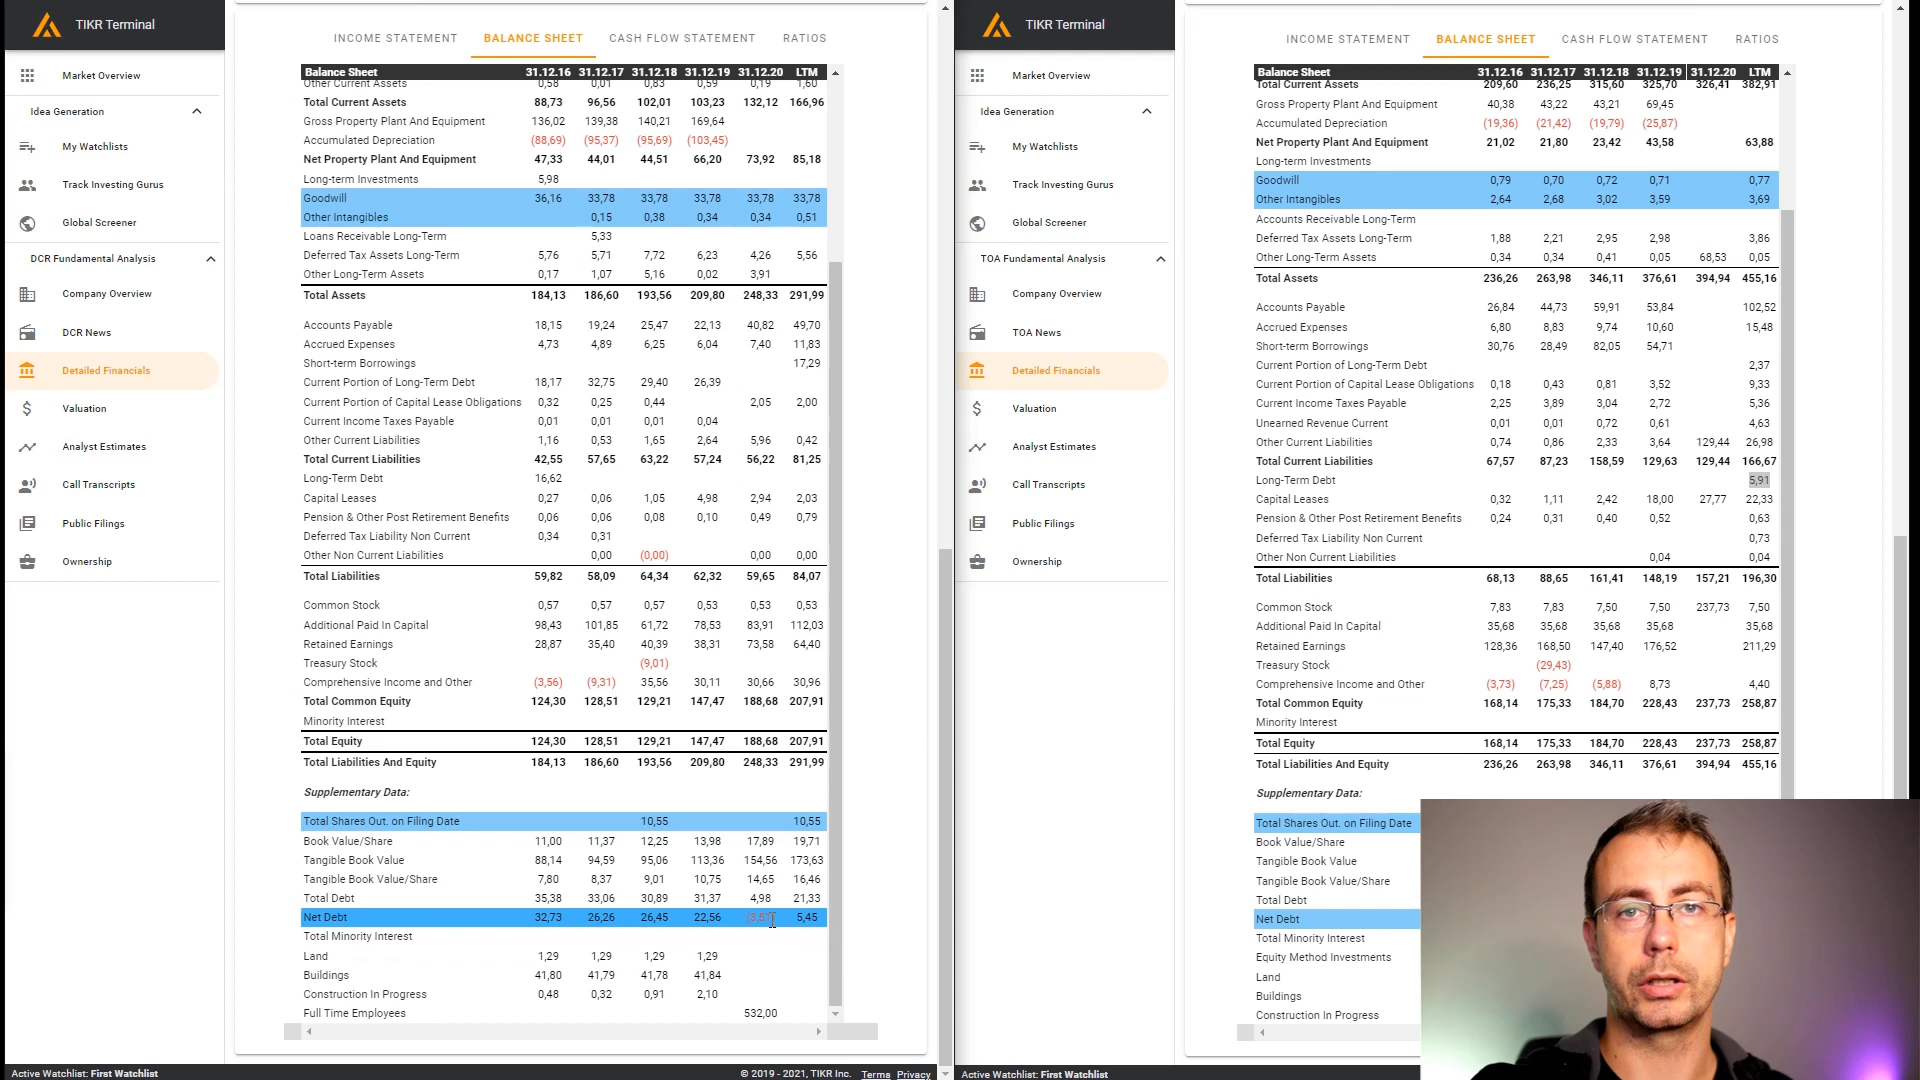 TIKR Terminal
Market Overview
Idea Generation
My Watchlists
Track Investing Gurus
Global Screener
DCR Fundamental Analysis
Company Overview
DCR News
Detailed Financials
Valuation
Analyst Estimates
Call Transcripts
Public Filings
Ownership
INCOME STATEMENT BALANCE SHEET CASH FLOW STATEMENT RATIOS
Balance Sheet 31.12.16 31.12.17 31.12.18 31.12.19 31.12.20 LTM
Other Current Assets 0,58 0,01 0,83 0,59 0,19 1,60
Total Current Assets 88,73 96,56 102,01 103,23 132,12 166,96
Gross Property Plant And Equipment 136,02 139,38 140,21 169,64
Accumulated Depreciation (88,69) (95,37) (95,69) (103,45)
Net Property Plant And Equipment 47,33 44,01 44,51 66,20 73,92 85,18
Long-term Investments 5,98
Goodwill 36,16 33,78 33,78 33,78 33,78 33,78
Other Intangibles 0,15 0,38 0,34 0,34 0,51
Loans Receivable Long-Term 5,33
Deferred Tax Assets Long-Term 5,76 5,71 7,72 6,23 4,26 5,56
Other Long-Term Assets 0,17 1,07 5,16 0,02 3,91
Total Assets 184,13 186,60 193,56 209,80 248,33 291,99
Accounts Payable 18,15 19,24 25,47 22,13 40,82 49,70
Accrued Expenses 4,73 4,89 6,25 6,04 7,40 11,83
Short-term Borrowings 17,29
Current Portion of Long-Term Debt 18,17 32,75 29,40 26,39
Current Portion of Capital Lease Obligations 0,32 0,25 0,44 2,05 2,00
Current Income Taxes Payable 0,01 0,01 0,01 0,04
Other Current Liabilities 1,16 0,53 1,65 2,64 5,96 0,42
Total Current Liabilities 42,55 57,65 63,22 57,24 56,22 81,25
Long-Term Debt 16,62
Capital Leases 0,27 0,06 1,05 4,98 2,94 2,03
Pension & Other Post Retirement Benefits 0,06 0,06 0,08 0,10 0,49 0,79
Deferred Tax Liability Non Current 0,34 0,31
Other Non Current Liabilities 0,00 (0,00) 0,00 0,00
Total Liabilities 59,82 58,09 64,34 62,32 59,65 84,07
Common Stock 0,57 0,57 0,57 0,53 0,53 0,53
Additional Paid In Capital 98,43 101,85 61,72 78,53 83,91 112,03
Retained Earnings 28,87 35,40 40,39 38,31 73,58 64,40
Treasury Stock (9,01)
Comprehensive Income and Other (3,56) (9,31) 35,56 30,11 30,66 30,96
Total Common Equity 124,30 128,51 129,21 147,47 188,68 207,91
Minority Interest
Total Equity 124,30 128,51 129,21 147,47 188,68 207,91
Total Liabilities And Equity 184,13 186,60 193,56 209,80 248,33 291,99
Supplementary Data:
Total Shares Out. on Filing Date 10,55 10,55
Book Value/Share 11,00 11,37 12,25 13,98 17,89 19,71
Tangible Book Value 88,14 94,59 95,06 113,36 154,56 173,63
Tangible Book Value/Share 7,80 8,37 9,01 10,75 14,65 16,46
Total Debt 35,38 33,06 30,89 31,37 4,98 21,33
Net Debt 32,73 26,26 26,45 22,56 5,45
Total Minority Interest
Land 1,29 1,29 1,29 1,29
Buildings 41,80 41,79 41,78 41,84
Construction In Progress 0,48 0,32 0,91 2,10
Full Time Employees 532,00
Active Watchlist: First Watchlist
© 2019 - 2021, TIKR Inc. Terms Privacy
TIKR Terminal
Market Overview
Idea Generation
My Watchlists
Track Investing Gurus
Global Screener
TOA Fundamental Analysis
Company Overview
TOA News
Detailed Financials
Valuation
Analyst Estimates
Call Transcripts
Public Filings
Ownership
INCOME STATEMENT BALANCE SHEET CASH FLOW STATEMENT RATIOS
Balance Sheet 31.12.16 31.12.17 31.12.18 31.12.19 31.12.20 LTM
Total Current Assets 209,60 236,25 315,60 325,70 326,41 382,91
Gross Property Plant And Equipment 40,38 43,22 43,21 69,45
Accumulated Depreciation (19,36) (21,42) (19,79) (25,87)
Net Property Plant And Equipment 21,02 21,80 23,42 43,58 63,88
Long-term Investments
Goodwill 0,79 0,70 0,72 0,71 0,77
Other Intangibles 2,64 2,68 3,02 3,59 3,69
Accounts Receivable Long-Term
Deferred Tax Assets Long-Term 1,88 2,21 2,95 2,98 3,86
Other Long-Term Assets 0,34 0,34 0,41 0,05 68,53 0,05
Total Assets 236,26 263,98 346,11 376,61 394,94 455,16
Accounts Payable 26,84 44,73 59,91 53,84 102,52
Accrued Expenses 6,80 8,83 9,74 10,60 15,48
Short-term Borrowings 30,76 28,49 82,05 54,71
Current Portion of Long-Term Debt 2,37
Current Portion of Capital Lease Obligations 0,18 0,43 0,81 3,52 9,33
Current Income Taxes Payable 2,25 3,89 3,04 2,72 5,36
Unearned Revenue Current 0,01 0,01 0,72 0,61 4,63
Other Current Liabilities 0,74 0,86 2,33 3,64 129,44 26,98
Total Current Liabilities 67,57 87,23 158,59 129,63 129,44 166,67
Long-Term Debt 5,91
Capital Leases 0,32 1,11 2,42 18,00 27,77 22,33
Pension & Other Post Retirement Benefits 0,24 0,31 0,40 0,52 0,63
Deferred Tax Liability Non Current 0,73
Other Non Current Liabilities 0,04 0,04
Total Liabilities 68,13 88,65 161,41 148,19 157,21 196,30
Common Stock 7,83 7,83 7,50 7,50 237,73 7,50
Additional Paid In Capital 35,68 35,68 35,68 35,68 35,68
Retained Earnings 128,36 168,50 147,40 176,52 211,29
Treasury Stock (29,43)
Comprehensive Income and Other (3,73) (7,25) (5,88) 8,73 4,40
Total Common Equity 168,14 175,33 184,70 228,43 237,73 258,87
Minority Interest
Total Equity 168,14 175,33 184,70 228,43 237,73 258,87
Total Liabilities And Equity 236,26 263,98 346,11 376,61 394,94 455,16
Supplementary Data:
Total Shares Out. on Filing Date
Book Value/Share
Tangible Book Value
Tangible Book Value/Share
Total Debt
Net Debt
Total Minority Interest
Equity Method Investments
Land
Buildings
Construction In Progress
Active Watchlist: First Watchlist